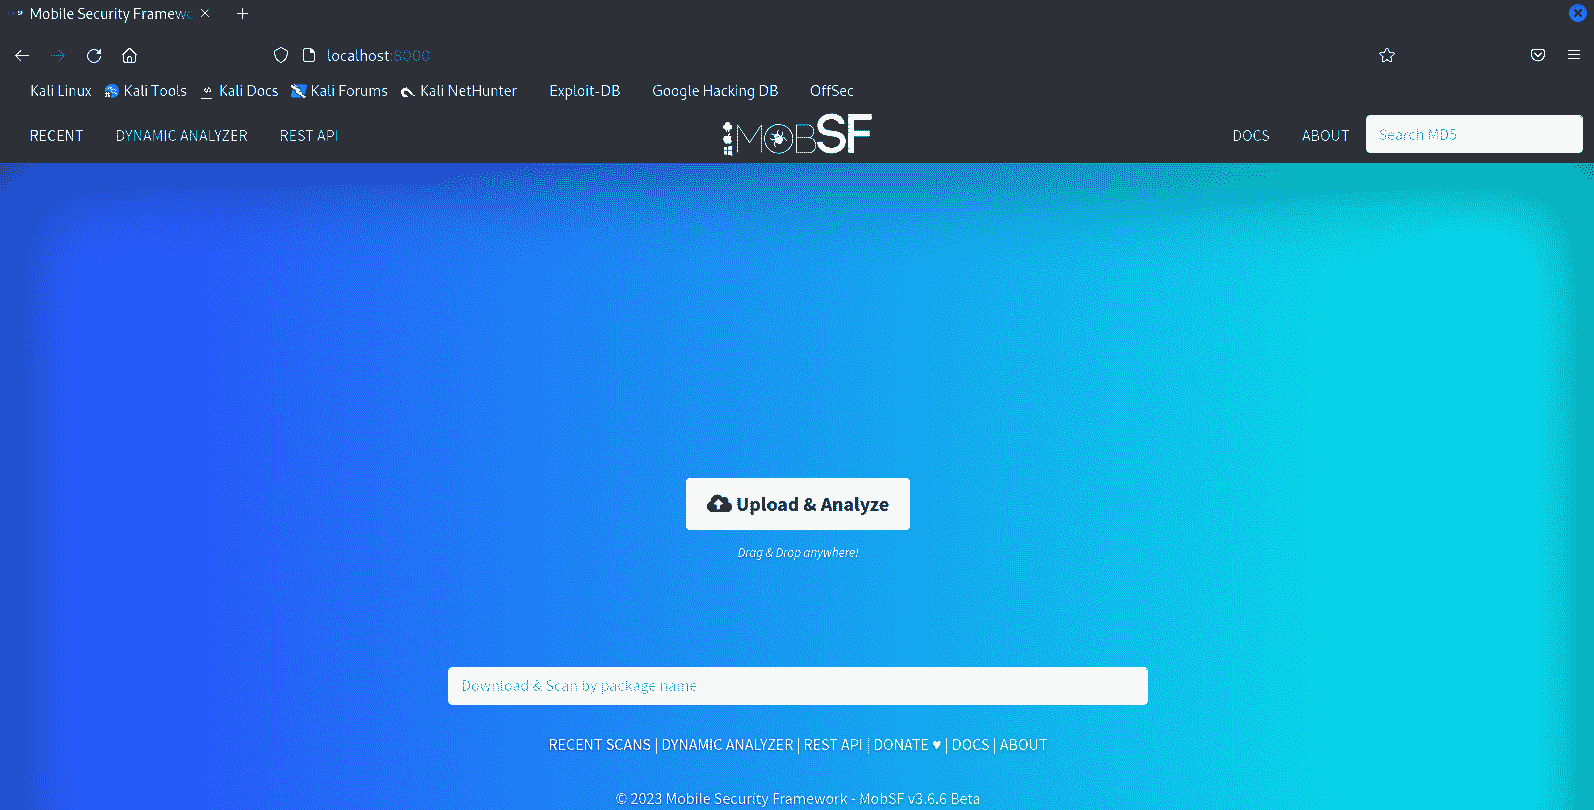 Mobile Security Framewo
localhost:8000
Kali Linux Kali Tools Kali Docs Kali Forums Kali NetHunter Exploit-DB Google Hacking DB OffSec
RECENT DYNAMIC ANALYZER REST API MOBSF DOCS ABOUT Search MD5
Upload & Analyze
Drag & Drop anywhere!
Download & Scan by package name
RECENT SCANS | DYNAMIC ANALYZER | REST API | DONATE ♥ | DOCS | ABOUT
© 2023 Mobile Security Framework - MobSF v3.6.6 Beta